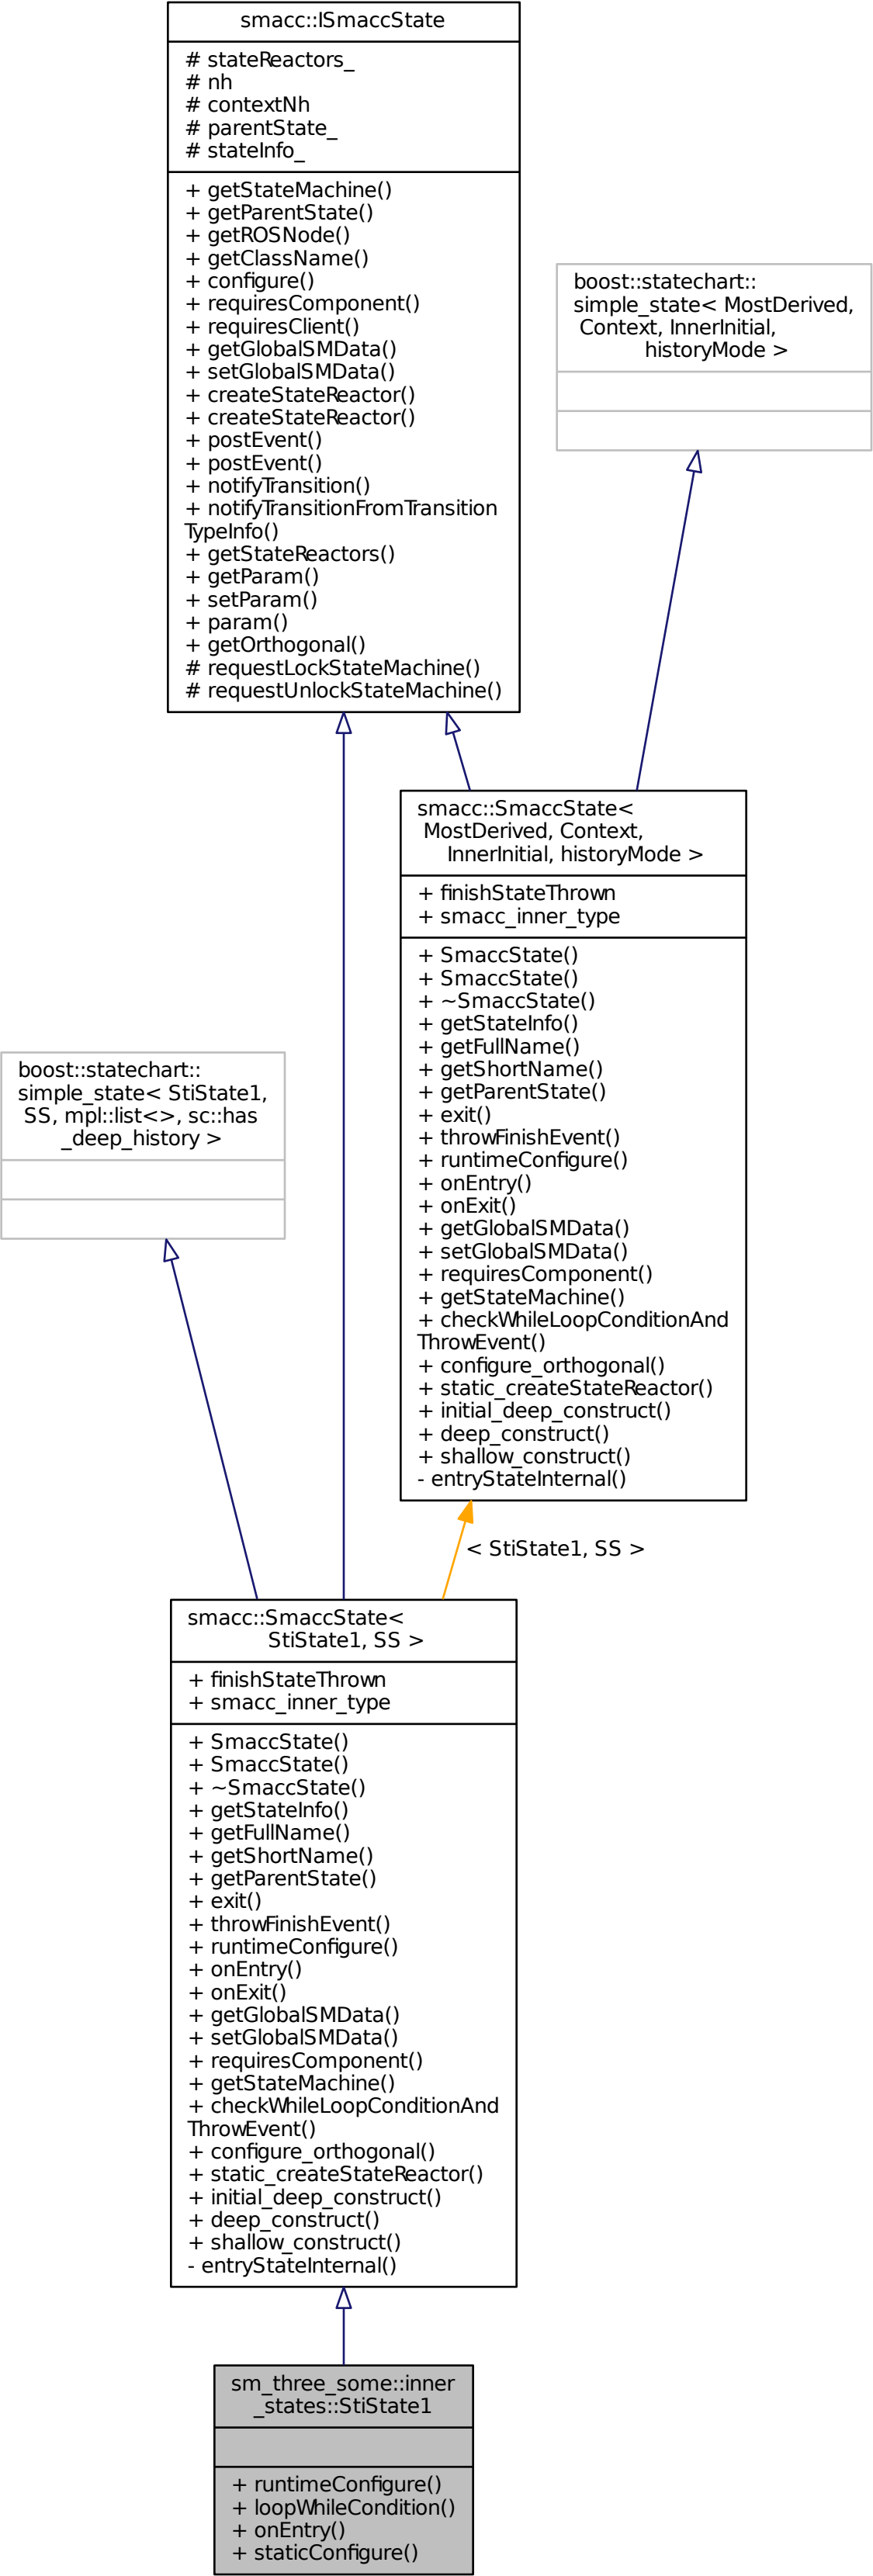 smacc::ISmaccState
# stateReactors_
# nh
# contextNh
# parentState_
# stateInfo_
+ getStateMachine()
+ getParentState()
+ getROSNode()
+ getClassName()
+ configure()
+ requiresComponent()
+ requiresClient()
+ getGlobalSMData()
+ setGlobalSMData()
+ createStateReactor()
+ createStateReactor()
+ postEvent()
+ postEvent()
+ notifyTransition()
+ notifyTransitionFromTransition
TypeInfo()
+ getStateReactors()
+ getParam()
+ setParam()
+ param()
+ getOrthogonal()
# requestLockStateMachine()
# requestUnlockStateMachine()
boost::statechart::
simple_state< MostDerived,
Context, InnerInitial,
historyMode >
smacc::SmaccState<
MostDerived, Context,
InnerInitial, historyMode >
+ finishStateThrown
+ smacc_inner_type
+ SmaccState()
+ SmaccState()
+ ~SmaccState()
+ getStateInfo()
+ getFullName()
+ getShortName()
+ getParentState()
+ exit()
+ throwFinishEvent()
+ runtimeConfigure()
+ onEntry()
+ onExit()
+ getGlobalSMData()
+ setGlobalSMData()
+ requiresComponent()
+ getStateMachine()
+ checkWhileLoopConditionAnd
ThrowEvent()
+ configure_orthogonal()
+ static_createStateReactor()
+ initial_deep_construct()
+ deep_construct()
+ shallow_construct()
- entryStateInternal()
boost::statechart::
simple_state< StiState1,
SS, mpl::list<>, sc::has
_deep_history >
< StiState1, SS >
smacc::SmaccState<
StiState1, SS >
+ finishStateThrown
+ smacc_inner_type
+ SmaccState()
+ SmaccState()
+ ~SmaccState()
+ getStateInfo()
+ getFullName()
+ getShortName()
+ getParentState()
+ exit()
+ throwFinishEvent()
+ runtimeConfigure()
+ onEntry()
+ onExit()
+ getGlobalSMData()
+ setGlobalSMData()
+ requiresComponent()
+ getStateMachine()
+ checkWhileLoopConditionAnd
ThrowEvent()
+ configure_orthogonal()
+ static_createStateReactor()
+ initial_deep_construct()
+ deep_construct()
+ shallow_construct()
- entryStateInternal()
sm_three_some::inner
_states::StiState1
+ runtimeConfigure()
+ loopWhileCondition()
+ onEntry()
+ staticConfigure()